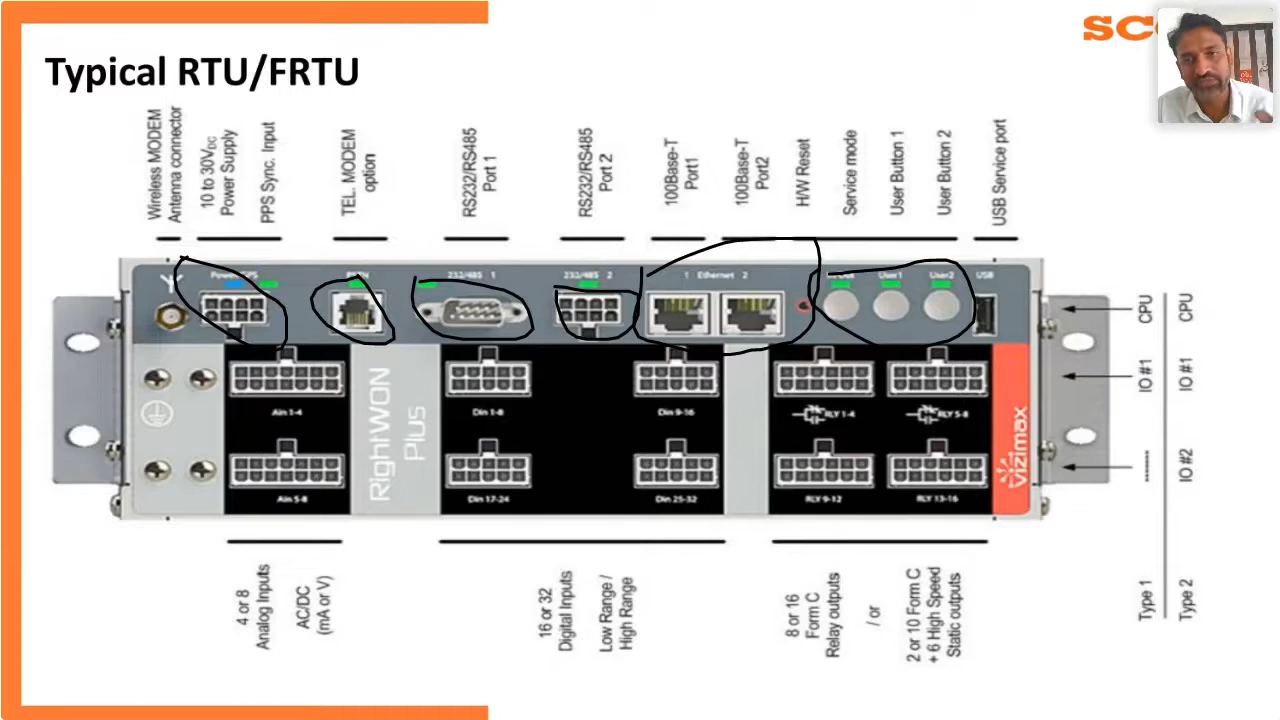 Typical RTU/FRTU
Wireless MODEM
Antenna connector
10 to 30VDC
Power Supply
PPS Sync. Input
TEL. MODEM
option
RS232/RS485
Port 1
RS232/RS485
Port 2
100Base-T
Port1
100Base-T
Port2
H/W Reset
Service mode
User Button 1
User Button 2
USB Service port
232/485 1
232/485 2
1 Ethernet 2
User1
User2
USB
CPU
CPU
Ain 1-4
Din 1-8
Din 9-16
RLY 1-4
RLY 5-8
IO #1
IO #1
RightWON
Plus
vizimax
Ain 5-8
Din 17-24
Din 25-32
RLY 9-12
RLY 13-16
-------
IO #2
4 or 8
Analog Inputs
AC/DC
(mA or V)
16 or 32
Digital Inputs
Low Range /
High Range
8 or 16
Form C
Relay outputs
/ or
2 or 10 Form C
+ 6 High Speed
Static outputs
Type 1
Type 2